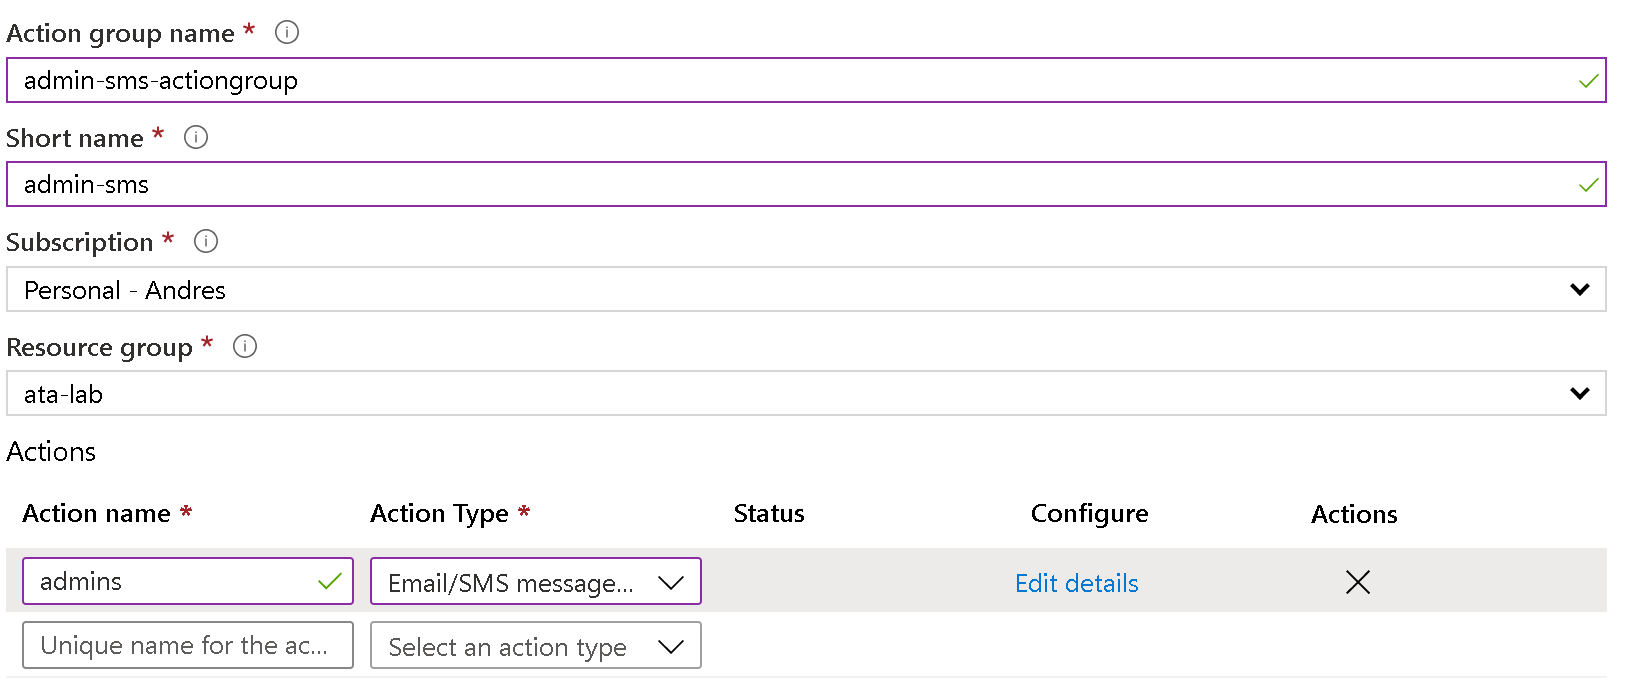 Action group name *
admin-sms-actiongroup
Short name *
admin-sms
Subscription *
Personal - Andres
Resource group *
ata-lab
Actions
Action name * Action Type * Status Configure Actions
admins Email/SMS message... Edit details
Unique name for the ac... Select an action type